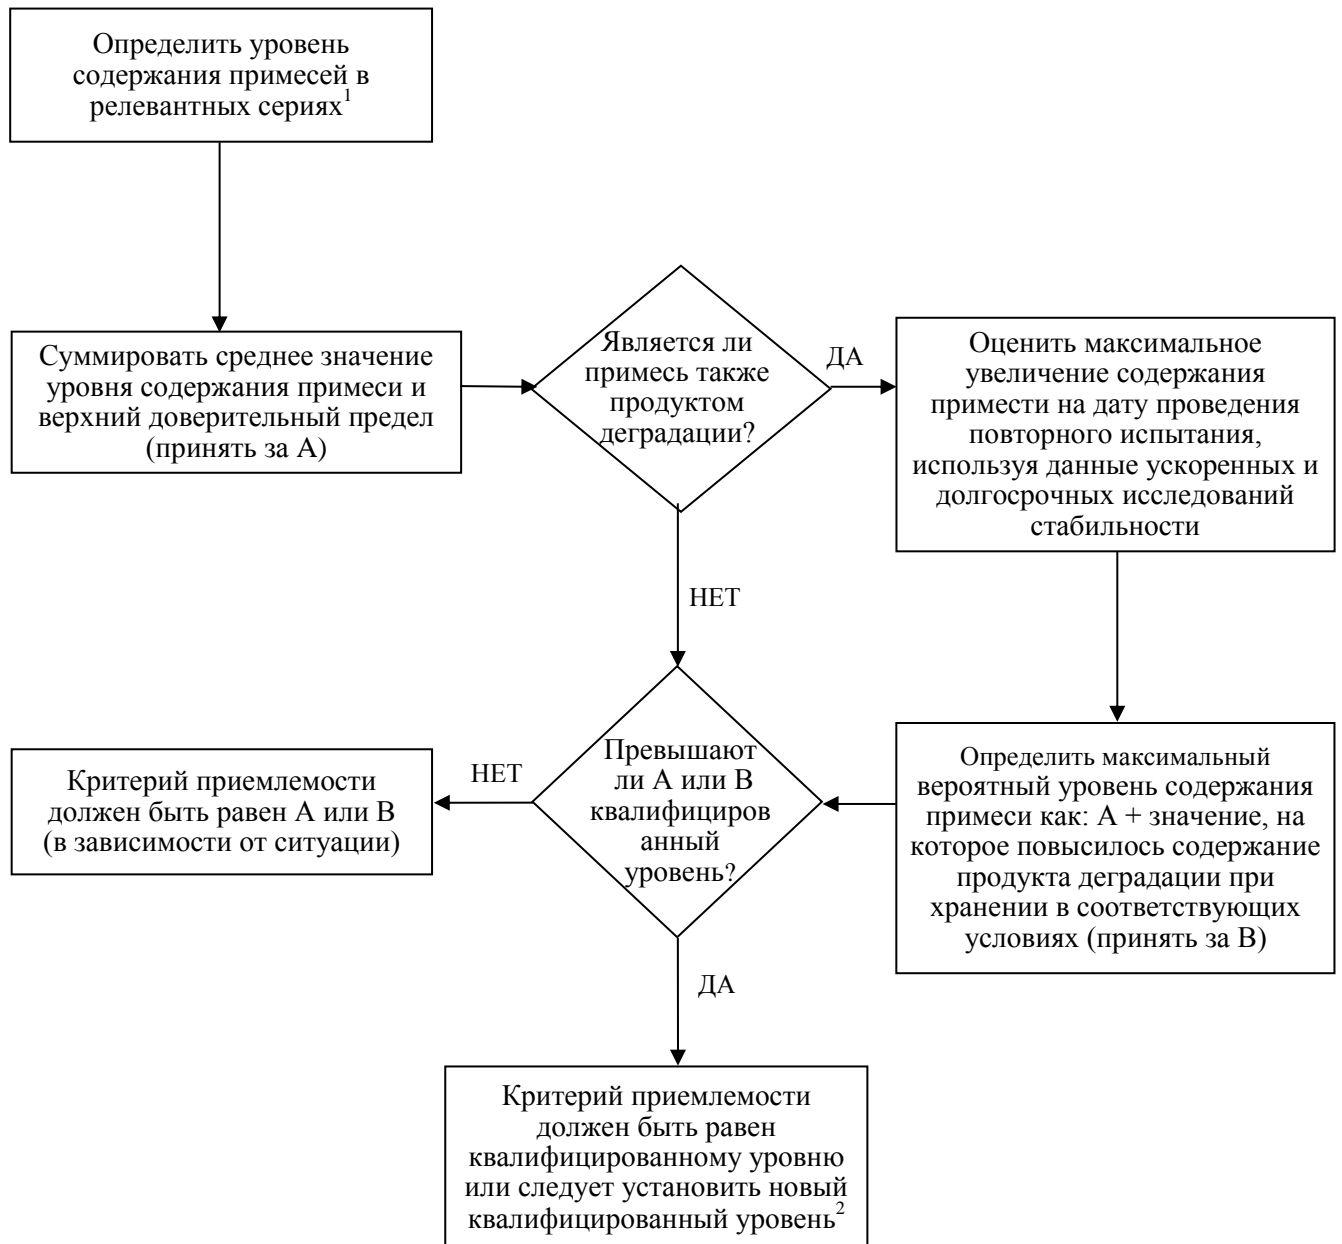 Определить уровень
содержания примесей в
релевантных сериях¹
Суммировать среднее значение
уровня содержания примеси и
верхний доверительный предел
(принять за А)
Является ли
примесь также
продуктом
деградации?
ДА
Оценить максимальное
увеличение содержания
примести на дату проведения
повторного испытания,
используя данные ускоренных и
долгосрочных исследований
стабильности
НЕТ
Определить максимальный
вероятный уровень содержания
примеси как: А + значение, на
которое повысилось содержание
продукта деградации при
хранении в соответствующих
условиях (принять за В)
Превышают
ли А или В
квалифициров
анный
уровень?
НЕТ
Критерий приемлемости
должен быть равен А или В
(в зависимости от ситуации)
ДА
Критерий приемлемости
должен быть равен
квалифицированному уровню
или следует установить новый
квалифицированный уровень²